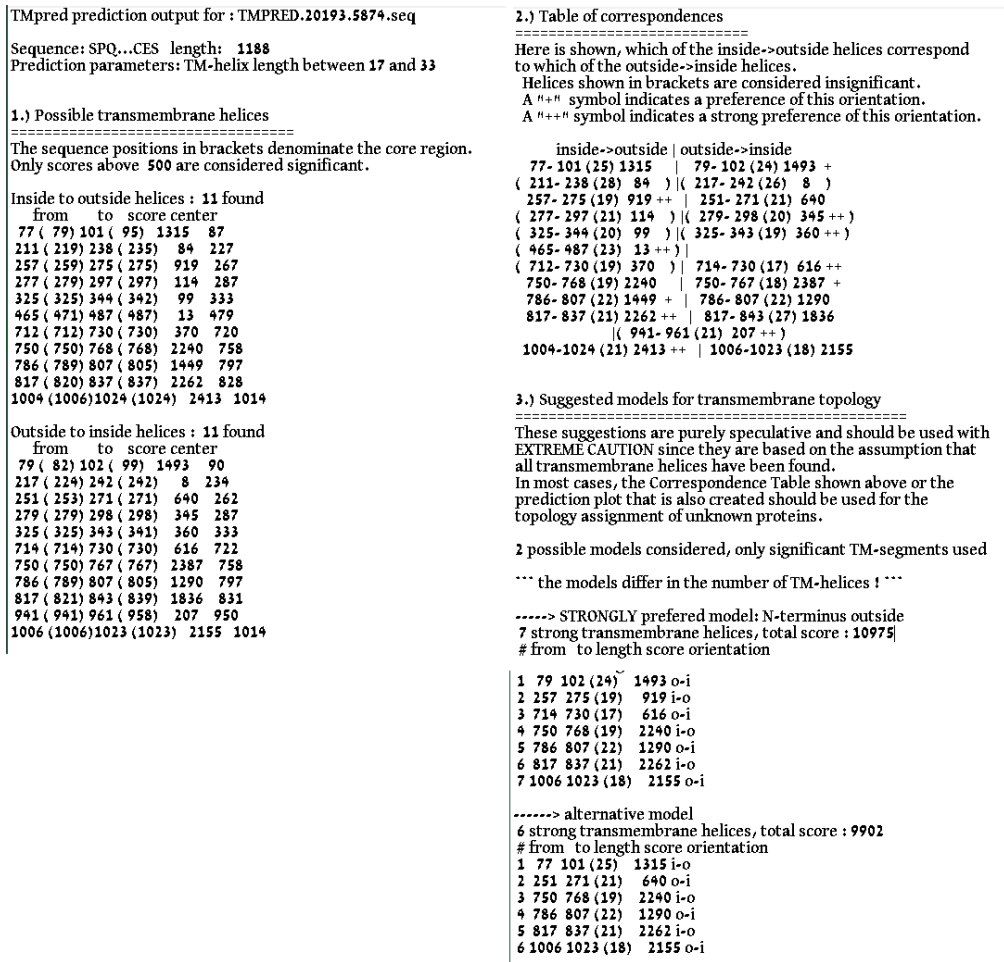 TMpred prediction output for : TMPRED.20193.5874.seq
Sequence: SPQ...CES length: 1188
Prediction parameters: TM-helix length between 17 and 33
1.) Possible transmembrane helices
==================================
The sequence positions in brackets denominate the core region.
Only scores above 500 are considered significant.
Inside to outside helices : 11 found
from to score center
77 ( 79) 101 ( 95) 1315 87
211 ( 219) 238 ( 235) 84 227
257 ( 259) 275 ( 275) 919 267
277 ( 279) 297 ( 297) 114 287
325 ( 325) 344 ( 342) 99 333
465 ( 471) 487 ( 487) 13 479
712 ( 712) 730 ( 730) 370 720
750 ( 750) 768 ( 768) 2240 758
786 ( 789) 807 ( 805) 1449 797
817 ( 820) 837 ( 837) 2262 828
1004 (1006)1024 (1024) 2413 1014
Outside to inside helices : 11 found
from to score center
79 ( 82) 102 ( 99) 1493 90
217 ( 224) 242 ( 242) 8 234
251 ( 253) 271 ( 271) 640 262
279 ( 279) 298 ( 298) 345 287
325 ( 325) 343 ( 341) 360 333
714 ( 714) 730 ( 730) 616 722
750 ( 750) 767 ( 767) 2387 758
786 ( 789) 807 ( 805) 1290 797
817 ( 821) 843 ( 839) 1836 831
941 ( 941) 961 ( 958) 207 950
1006 (1006)1023 (1023) 2155 1014
2.) Table of correspondences
============================
Here is shown, which of the inside->outside helices correspond
to which of the outside->inside helices.
Helices shown in brackets are considered insignificant.
A "+" symbol indicates a preference of this orientation.
A "++" symbol indicates a strong preference of this orientation.
inside->outside | outside->inside
77- 101 (25) 1315 | 79- 102 (24) 1493 +
( 211- 238 (28) 84 ) |( 217- 242 (26) 8 )
257- 275 (19) 919 ++ | 251- 271 (21) 640
( 277- 297 (21) 114 ) |( 279- 298 (20) 345 ++ )
( 325- 344 (20) 99 ) |( 325- 343 (19) 360 ++ )
( 465- 487 (23) 13 ++ ) |
( 712- 730 (19) 370 ) | 714- 730 (17) 616 ++
750- 768 (19) 2240 | 750- 767 (18) 2387 +
786- 807 (22) 1449 + | 786- 807 (22) 1290
817- 837 (21) 2262 ++ | 817- 843 (27) 1836
|( 941- 961 (21) 207 ++ )
1004-1024 (21) 2413 ++ | 1006-1023 (18) 2155
3.) Suggested models for transmembrane topology
===============================================
These suggestions are purely speculative and should be used with
EXTREME CAUTION since they are based on the assumption that
all transmembrane helices have been found.
In most cases, the Correspondence Table shown above or the
prediction plot that is also created should be used for the
topology assignment of unknown proteins.
2 possible models considered, only significant TM-segments used
*** the models differ in the number of TM-helices ! ***
-----> STRONGLY prefered model: N-terminus outside
7 strong transmembrane helices, total score : 10975
# from to length score orientation
1 79 102 (24) 1493 o-i
2 257 275 (19) 919 i-o
3 714 730 (17) 616 o-i
4 750 768 (19) 2240 i-o
5 786 807 (22) 1290 o-i
6 817 837 (21) 2262 i-o
7 1006 1023 (18) 2155 o-i
------> alternative model
6 strong transmembrane helices, total score : 9902
# from to length score orientation
1 77 101 (25) 1315 i-o
2 251 271 (21) 640 o-i
3 750 768 (19) 2240 i-o
4 786 807 (22) 1290 o-i
5 817 837 (21) 2262 i-o
6 1006 1023 (18) 2155 o-i